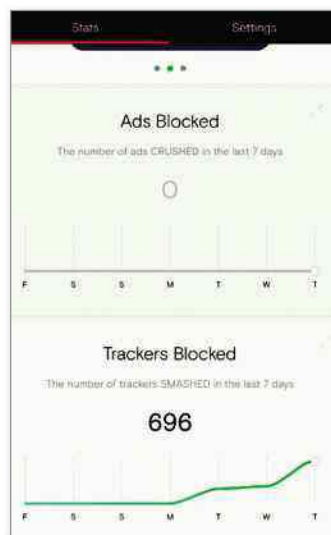 Stats Settings
Ads Blocked
The number of ads CRUSHED in the last 7 days
0
F S S M T W T
Trackers Blocked
The number of trackers SMASHED in the last 7 days
696
F S S M T W T